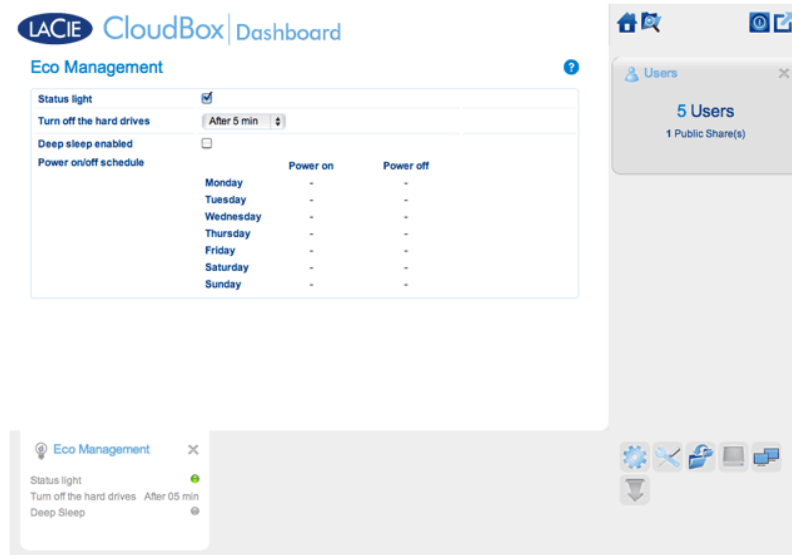 LACIE CloudBox Dashboard
Eco Management
?
Status light
Turn off the hard drives After 5 min
Deep sleep enabled
Power on/off schedule
Power on Power off
Monday - -
Tuesday - -
Wednesday - -
Thursday - -
Friday - -
Saturday - -
Sunday - -
Users
5 Users
1 Public Share(s)
Eco Management
Status light
Turn off the hard drives After 05 min
Deep Sleep